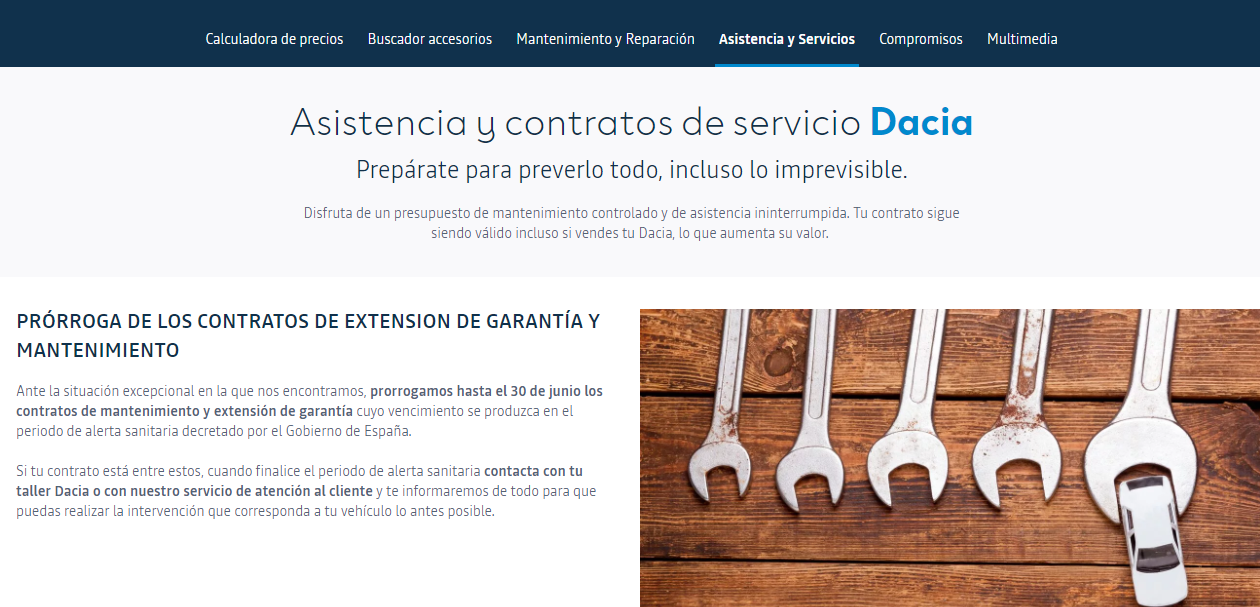 Calculadora de precios Buscador accesorios Mantenimiento y Reparación Asistencia y Servicios Compromisos Multimedia
Asistencia y contratos de servicio Dacia
Prepárate para preverlo todo, incluso lo imprevisible.
Disfruta de un presupuesto de mantenimiento controlado y de asistencia ininterrumpida. Tu contrato sigue
siendo válido incluso si vendes tu Dacia, lo que aumenta su valor.
PRÓRROGA DE LOS CONTRATOS DE EXTENSION DE GARANTÍA Y
MANTENIMIENTO
Ante la situación excepcional en la que nos encontramos, prorrogamos hasta el 30 de junio los
contratos de mantenimiento y extensión de garantía cuyo vencimiento se produzca en el
periodo de alerta sanitaria decretado por el Gobierno de España.
Si tu contrato está entre estos, cuando finalice el periodo de alerta sanitaria contacta con tu
taller Dacia o con nuestro servicio de atención al cliente y te informaremos de todo para que
puedas realizar la intervención que corresponda a tu vehículo lo antes posible.